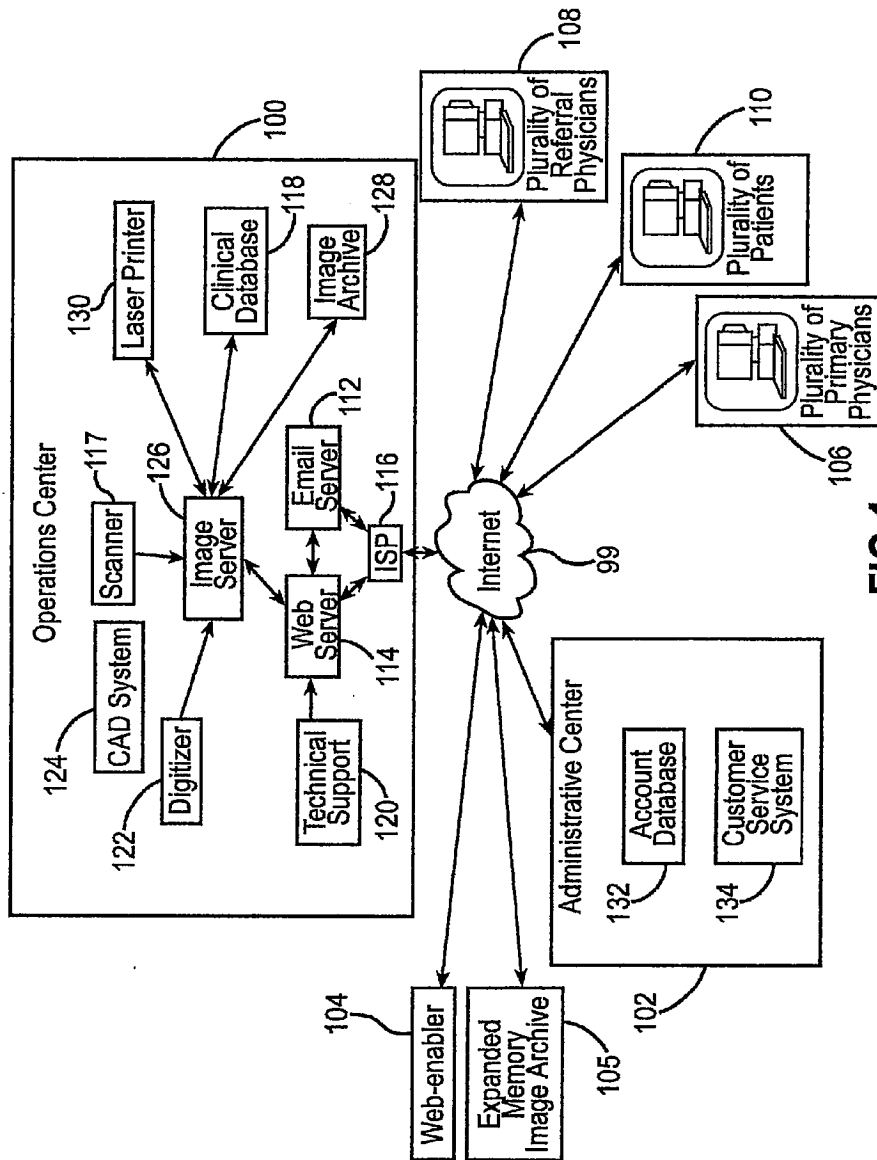 Operations Center
100
124
CAD System
117
Scanner
126
130
Laser Printer
122
Digitizer
Image
Server
Clinical
Database
118
Image
Archive
128
Technical
Support
120
Web
Server
114
Email
Server
112
ISP
116
Internet
99
104
Web-enabler
Expanded
Memory
Image Archive
105
Administrative Center
Account
Database
132
Customer
Service
System
134
102
Plurality of
Referral
Physicians
108
Plurality of
Patients
110
Plurality of
Primary
Physicians
106